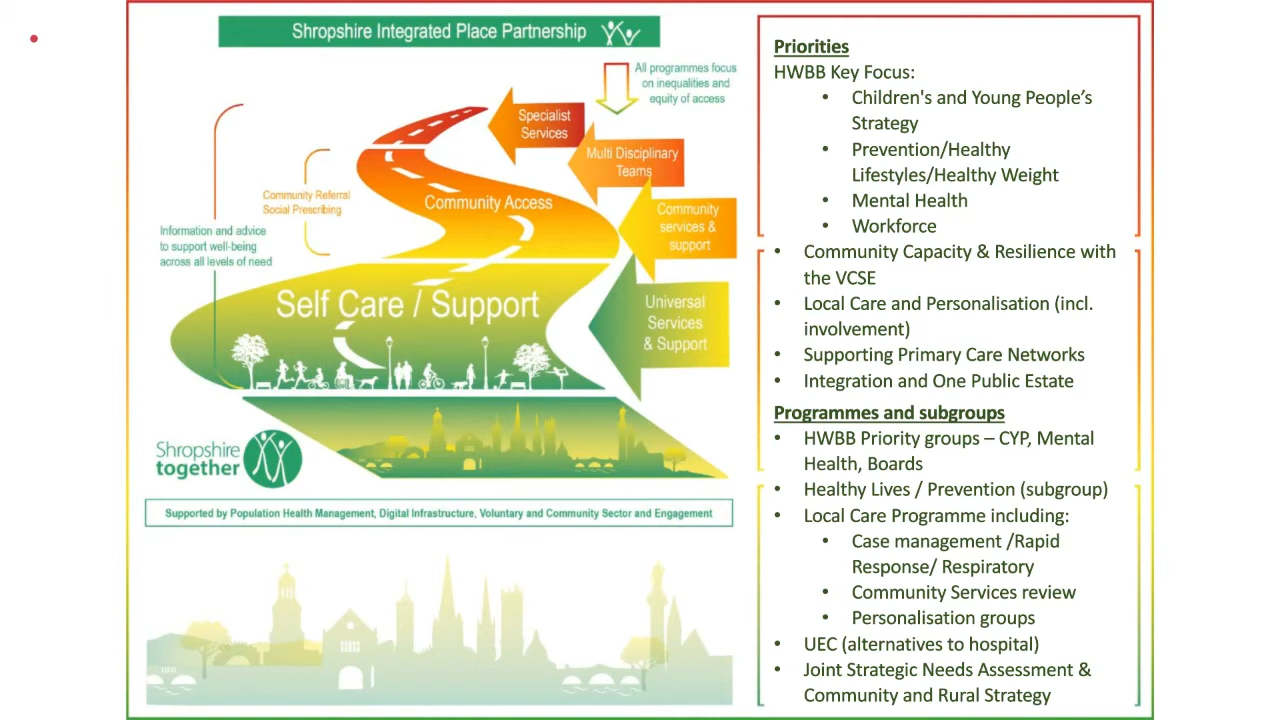 Shropshire Integrated Place Partnership
All programmes focus
on inequalities and
equity of access
Specialist
Services
Multi Disciplinary
Teams
Community Referral
Social Prescribing
Community Access
Community
services &
support
Information and advice
to support well-being
across all levels of need
Self Care / Support
Universal
Services
& Support
Shropshire
together
Supported by Population Health Management, Digital Infrastructure, Voluntary and Community Sector and Engagement
Priorities
HWBB Key Focus:
• Children's and Young People’s
Strategy
• Prevention/Healthy
Lifestyles/Healthy Weight
• Mental Health
• Workforce
• Community Capacity & Resilience with
the VCSE
• Local Care and Personalisation (incl.
involvement)
• Supporting Primary Care Networks
• Integration and One Public Estate
Programmes and subgroups
• HWBB Priority groups – CYP, Mental
Health, Boards
• Healthy Lives / Prevention (subgroup)
• Local Care Programme including:
• Case management /Rapid
Response/ Respiratory
• Community Services review
• Personalisation groups
• UEC (alternatives to hospital)
• Joint Strategic Needs Assessment &
Community and Rural Strategy